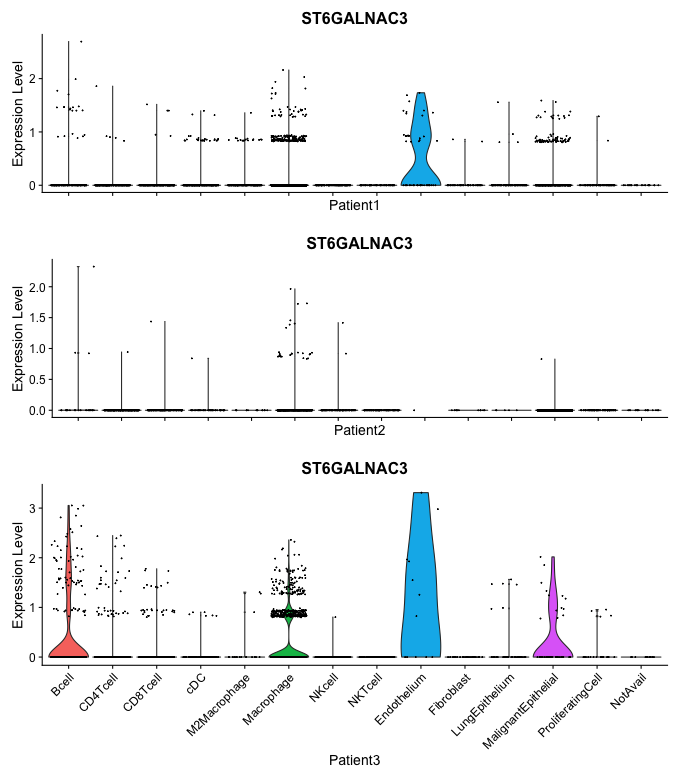 ST6GALNAC3
Expression Level
2
1
0
Patient1
ST6GALNAC3
Expression Level
2.0
1.5
1.0
0.5
0.0
Patient2
ST6GALNAC3
Expression Level
3
2
1
0
Bcell
CD4Tcell
CD8Tcell
cDC
M2Macrophage
Macrophage
NKcell
NKTcell
Endothelium
Fibroblast
LungEpithelium
MalignantEpithelial
ProliferatingCell
NotAvail
Patient3